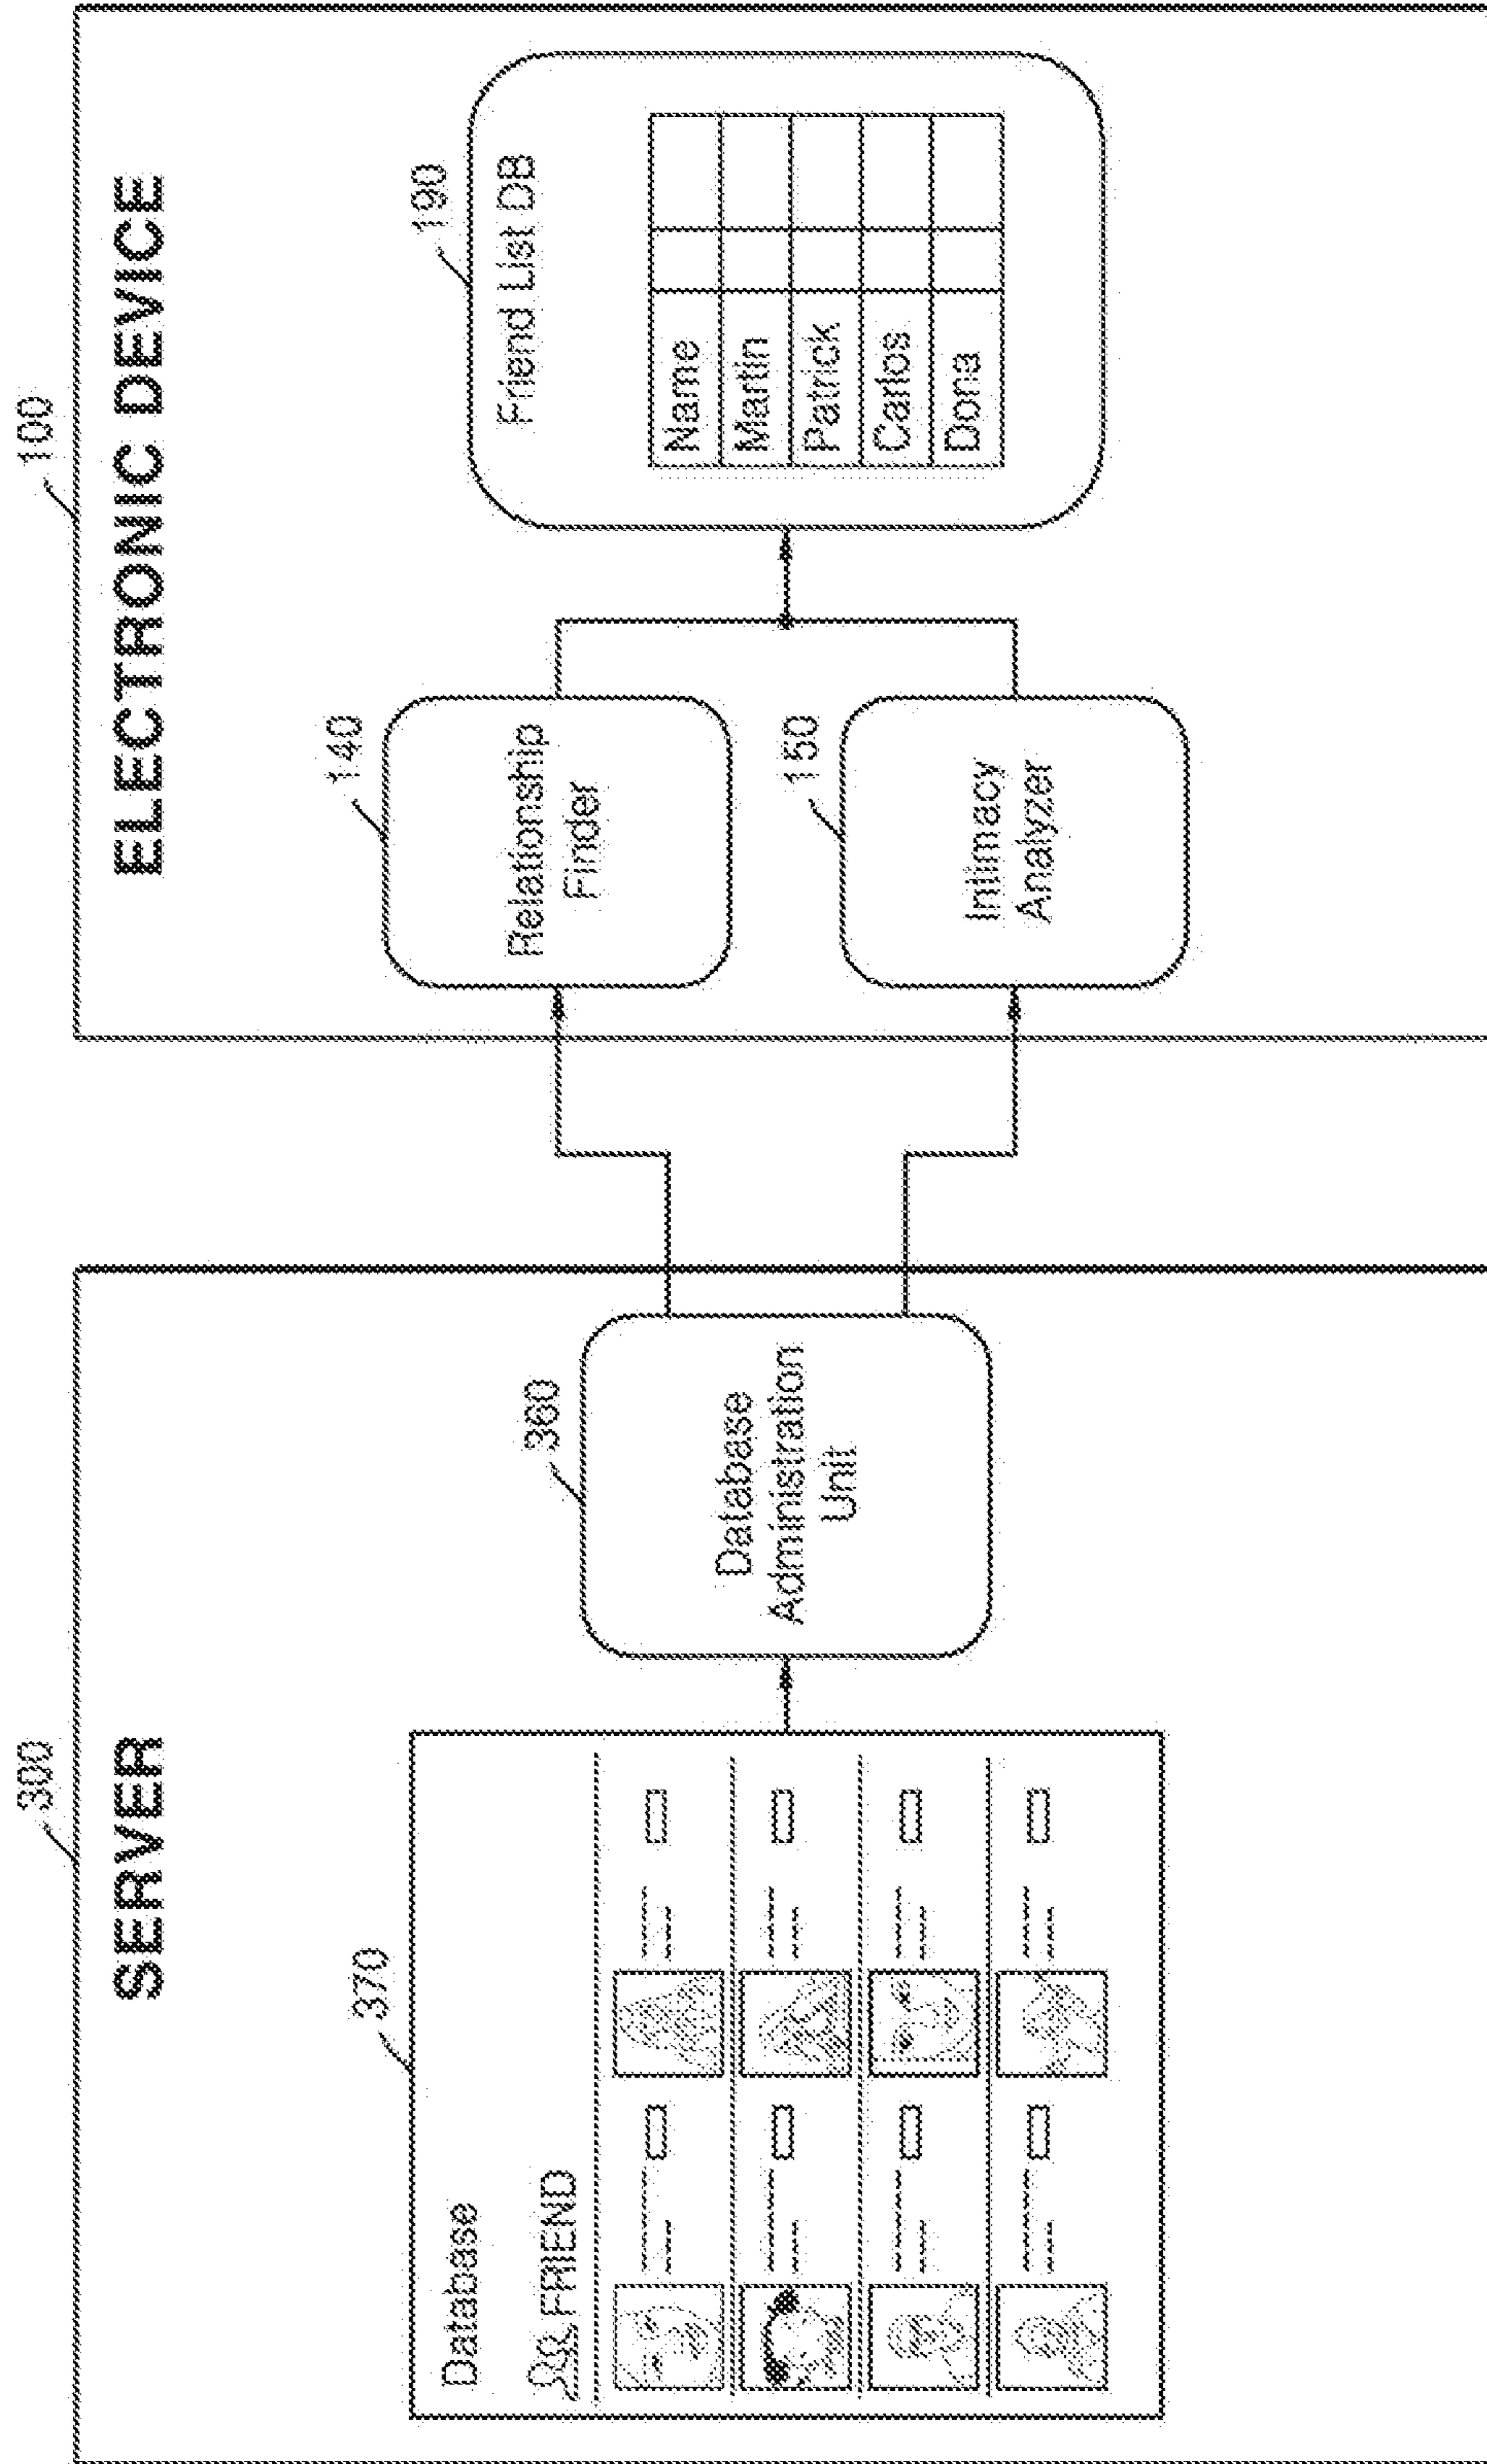 300
SERVER
370
Database
FRIEND
360
Database
Administration
Unit
100
ELECTRONIC DEVICE
140
Relationship
Finder
150
Intimacy
Analyzer
190
Friend List DB
Name
Martin
Patrick
Carlos
Dona